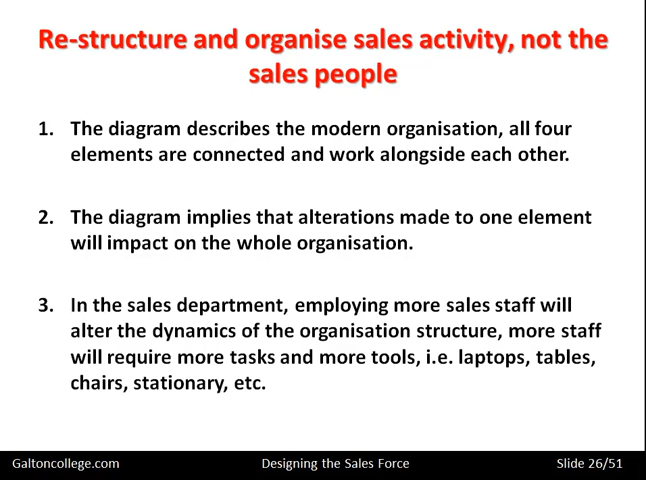 Re-structure and organise sales activity, not the
sales people
1. The diagram describes the modern organisation, all four
elements are connected and work alongside each other.
2. The diagram implies that alterations made to one element
will impact on the whole organisation.
3. In the sales department, employing more sales staff will
alter the dynamics of the organisation structure, more staff
will require more tasks and more tools, i.e. laptops, tables,
chairs, stationary, etc.
Galtoncollege.com Designing the Sales Force Slide 26/51